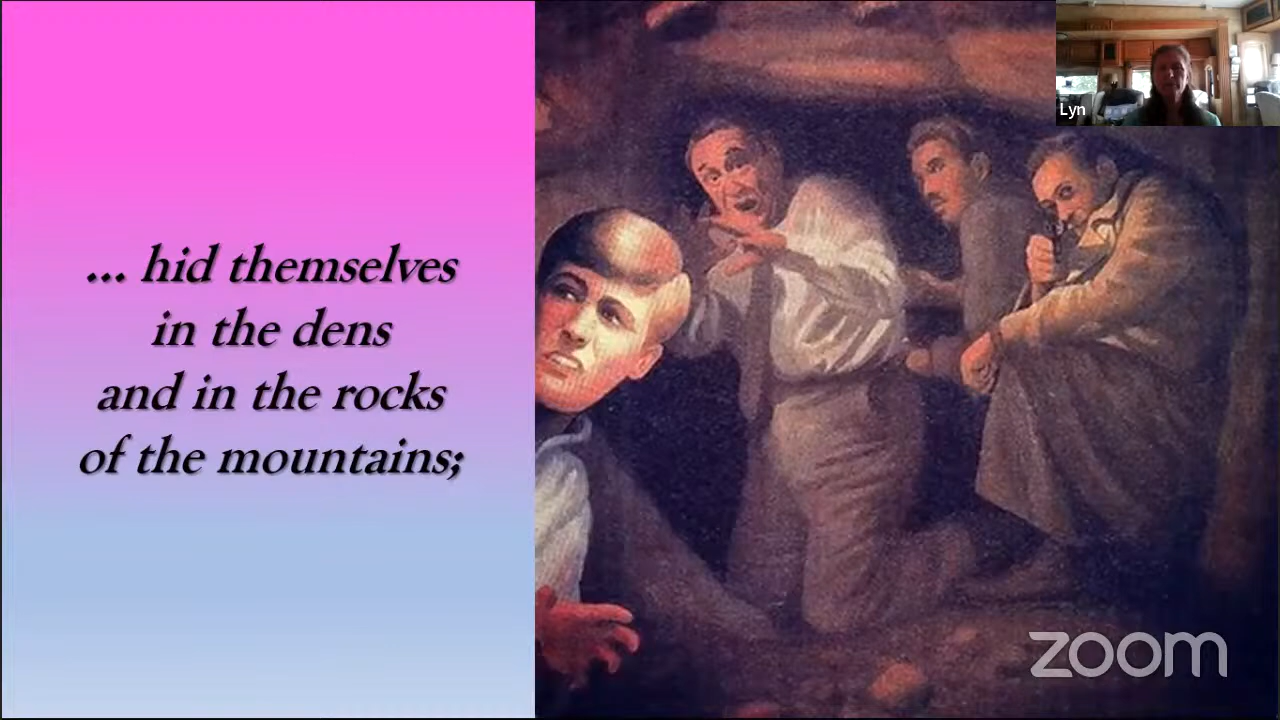 ... hid themselves
in the dens
and in the rocks
of the mountains;
Lyn
zoom